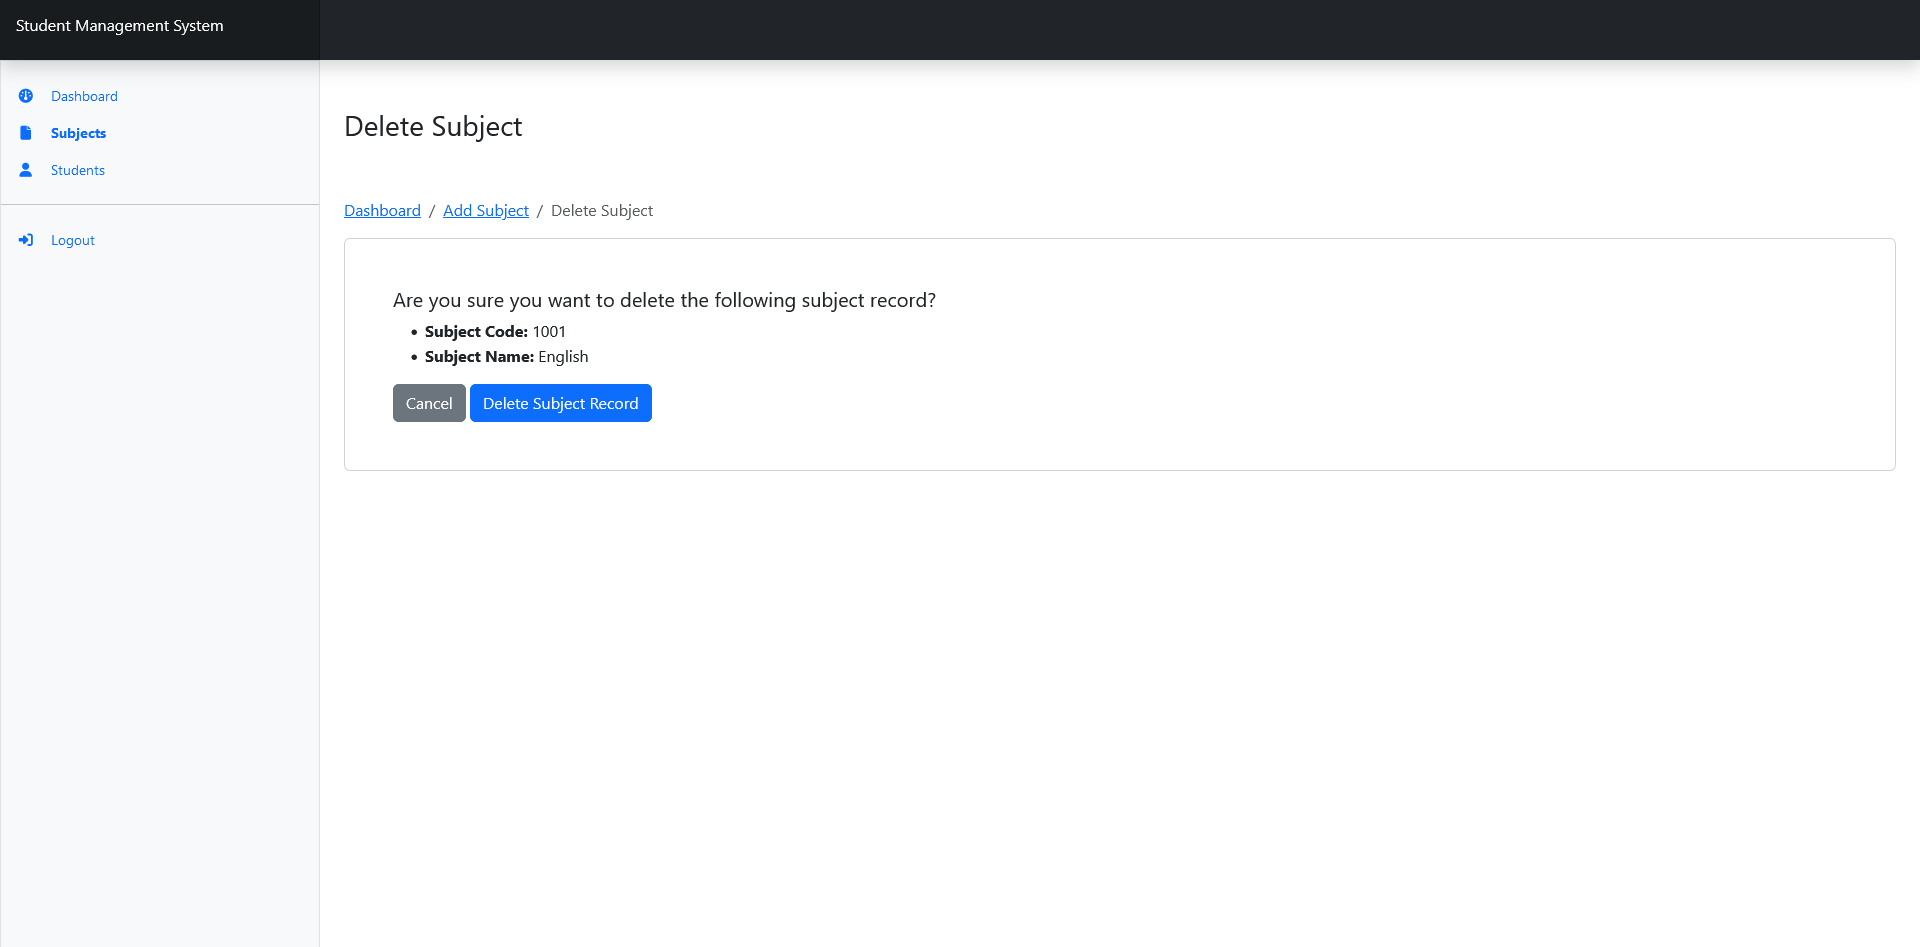 Student Management System
Dashboard
Subjects
Students
Logout
Delete Subject
Dashboard / Add Subject / Delete Subject
Are you sure you want to delete the following subject record?
• Subject Code: 1001
• Subject Name: English
Cancel Delete Subject Record